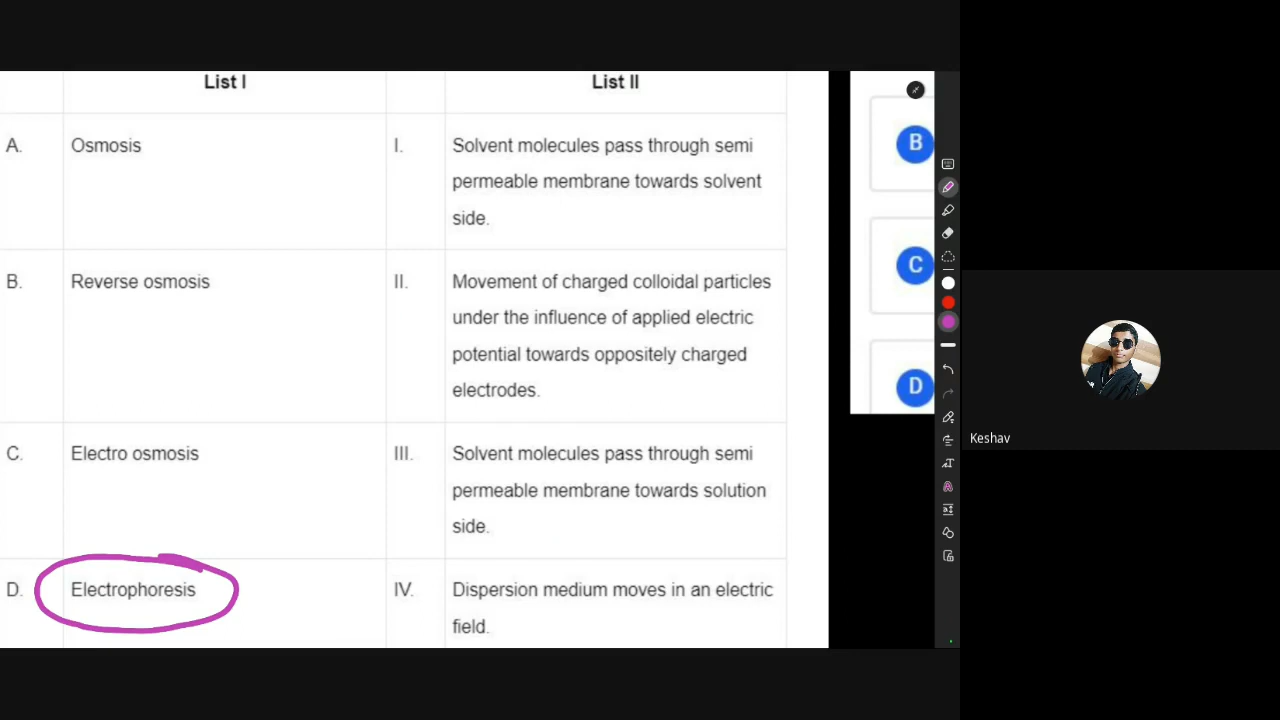 List I
List II
A.
Osmosis
I.
Solvent molecules pass through semi
permeable membrane towards solvent
side.
B.
Reverse osmosis
II.
Movement of charged colloidal particles
under the influence of applied electric
potential towards oppositely charged
electrodes.
C.
Electro osmosis
III.
Solvent molecules pass through semi
permeable membrane towards solution
side.
D.
Electrophoresis
IV.
Dispersion medium moves in an electric
field.
B
C
D
Keshav